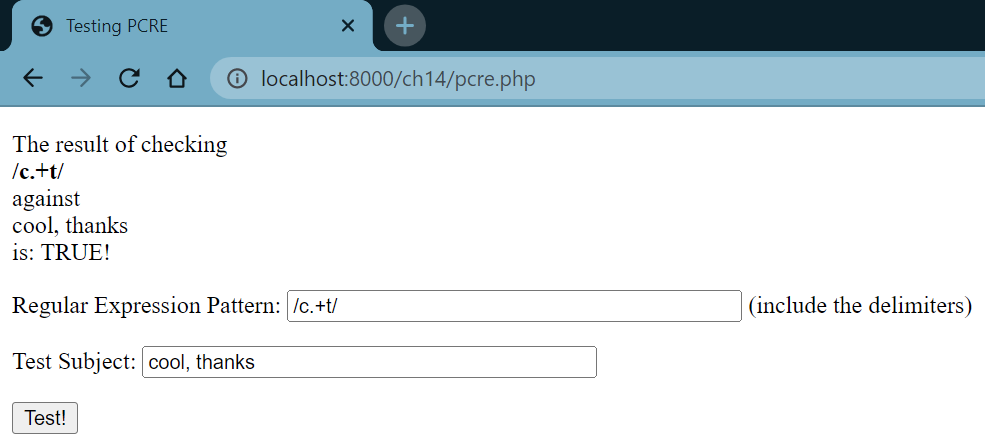 Testing PCRE
localhost:8000/ch14/pcre.php
The result of checking
/c.+t/
against
cool, thanks
is: TRUE!
Regular Expression Pattern: /c.+t/ (include the delimiters)
Test Subject: cool, thanks
Test!